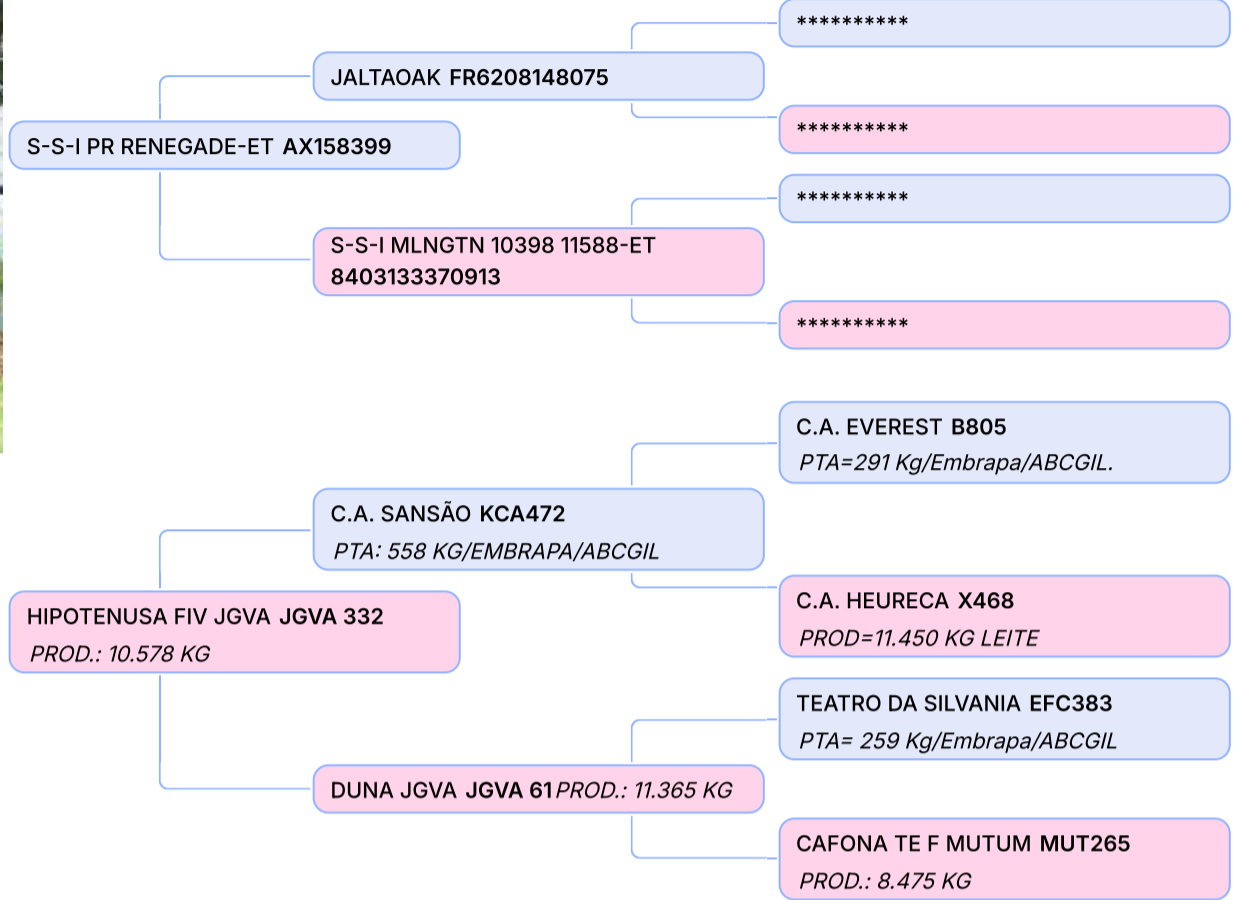 **********
JALTAOAK FR6208148075
**********
S-S-I PR RENEGADE-ET AX158399
**********
S-S-I MLNGTN 10398 11588-ET
8403133370913
**********
C.A. EVEREST B805
PTA=291 Kg/Embrapa/ABCGIL.
C.A. SANSÃO KCA472
PTA: 558 KG/EMBRAPA/ABCGIL
C.A. HEURECA X468
PROD=11.450 KG LEITE
HIPOTENUSA FIV JGVA JGVA 332
PROD.: 10.578 KG
TEATRO DA SILVANIA EFC383
PTA= 259 Kg/Embrapa/ABCGIL
DUNA JGVA JGVA 61 PROD.: 11.365 KG
CAFONA TE F MUTUM MUT265
PROD.: 8.475 KG